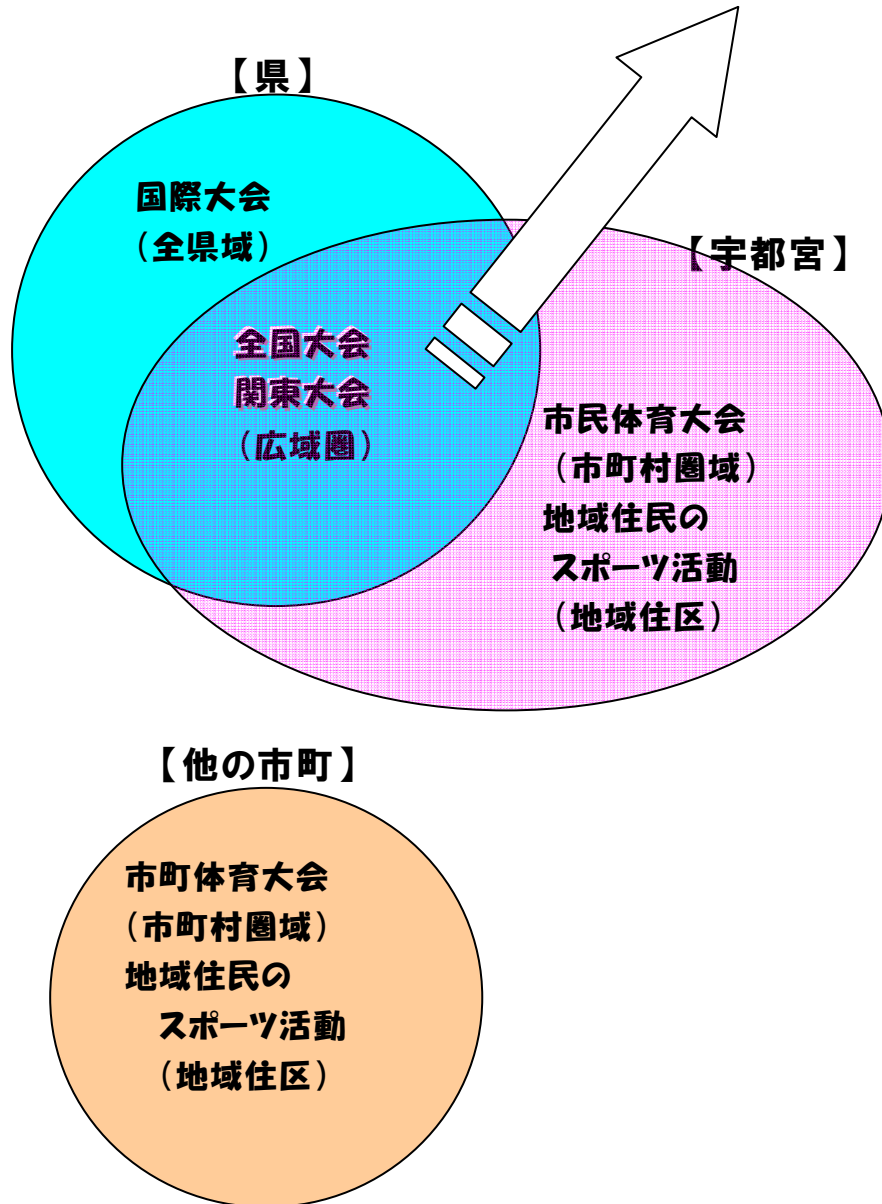 【県】
国際大会
(全県域)
【宇都宮】
全国大会
関東大会
(広域圏)
市民体育大会
(市町村圏域)
地域住民の
スポーツ活動
(地域住区)
【他の市町】
市町体育大会
(市町村圏域)
地域住民の
スポーツ活動
(地域住区)